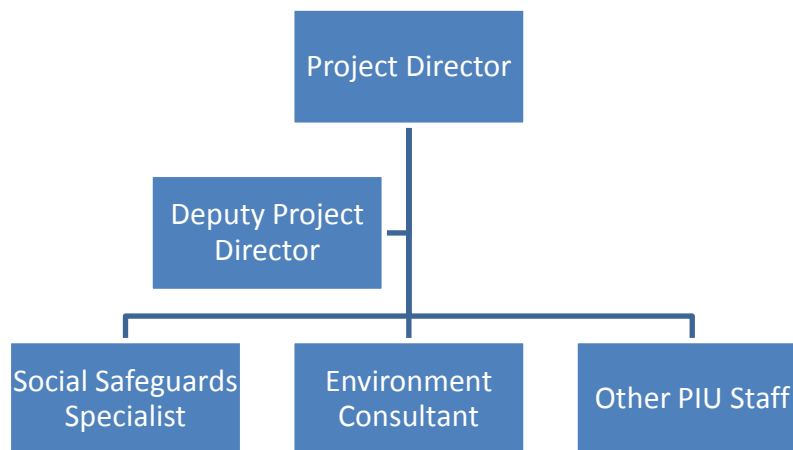 Project Director
Deputy Project
Director
Social Safeguards
Specialist
Environment
Consultant
Other PIU Staff